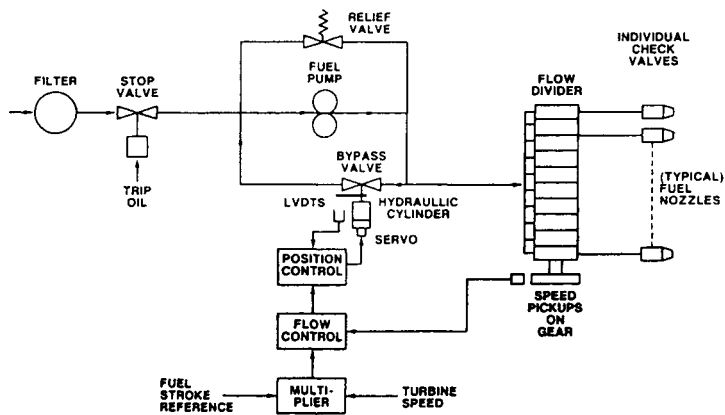 RELIEF
VALVE
INDIVIDUAL
CHECK
VALVES
FILTER
STOP
VALVE
FUEL
PUMP
FLOW
DIVIDER
TRIP
OIL
BYPASS
VALVE
LVDTS
HYDRAULLIC
CYLINDER
SERVO
(TYPICAL)
FUEL
NOZZLES
POSITION
CONTROL
SPEED
PICKUPS
ON
GEAR
FLOW
CONTROL
FUEL
STROKE
REFERENCE
MULTI-
PLIER
TURBINE
SPEED